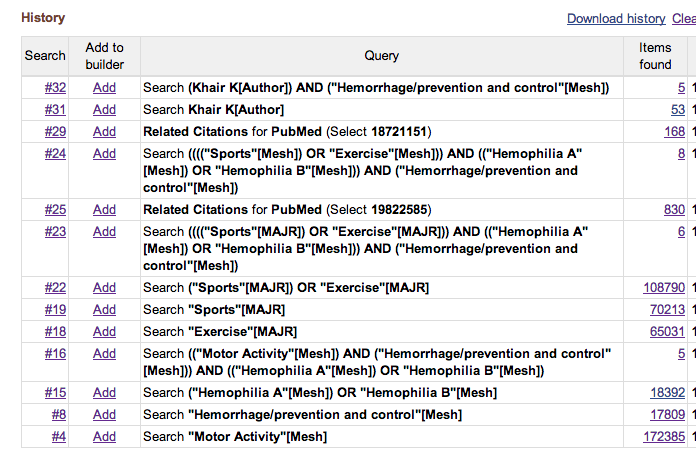 History
Download history Clea
Search Add to builder Query Items found
#32 Add Search (Khair K[Author]) AND ("Hemorrhage/prevention and control"[Mesh]) 5 1
#31 Add Search Khair K[Author] 53 1
#29 Add Related Citations for PubMed (Select 18721151) 168 1
#24 Add Search (((("Sports"[Mesh]) OR "Exercise"[Mesh])) AND (("Hemophilia A" 8 1
[Mesh]) OR "Hemophilia B"[Mesh])) AND ("Hemorrhage/prevention and
control"[Mesh])
#25 Add Related Citations for PubMed (Select 19822585) 830 1
#23 Add Search (((("Sports"[MAJR]) OR "Exercise"[MAJR])) AND (("Hemophilia A" 6 1
[Mesh]) OR "Hemophilia B"[Mesh])) AND ("Hemorrhage/prevention and
control"[Mesh])
#22 Add Search ("Sports"[MAJR]) OR "Exercise"[MAJR] 108790 1
#19 Add Search "Sports"[MAJR] 70213 1
#18 Add Search "Exercise"[MAJR] 65031 1
#16 Add Search (("Motor Activity"[Mesh]) AND ("Hemorrhage/prevention and control" 5 1
[Mesh])) AND (("Hemophilia A"[Mesh]) OR "Hemophilia B"[Mesh])
#15 Add Search ("Hemophilia A"[Mesh]) OR "Hemophilia B"[Mesh] 18392 1
#8 Add Search "Hemorrhage/prevention and control"[Mesh] 17809 1
#4 Add Search "Motor Activity"[Mesh] 172385 1